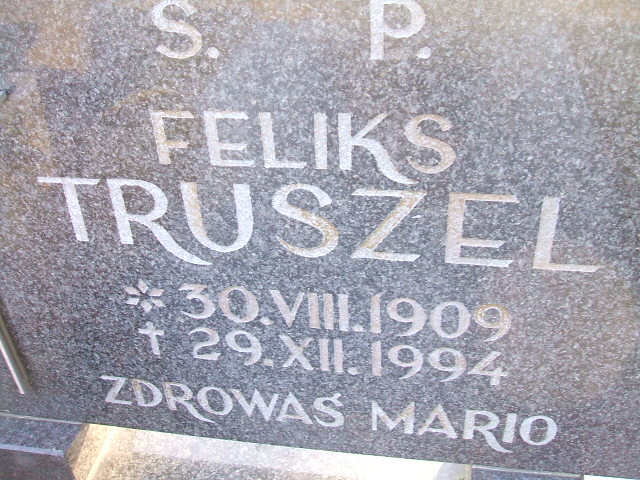 S. P.
FELIKS
TRUSZEL
* 30.VIII.1909
† 29.XII.1994
ZDROWAŚ MARIO